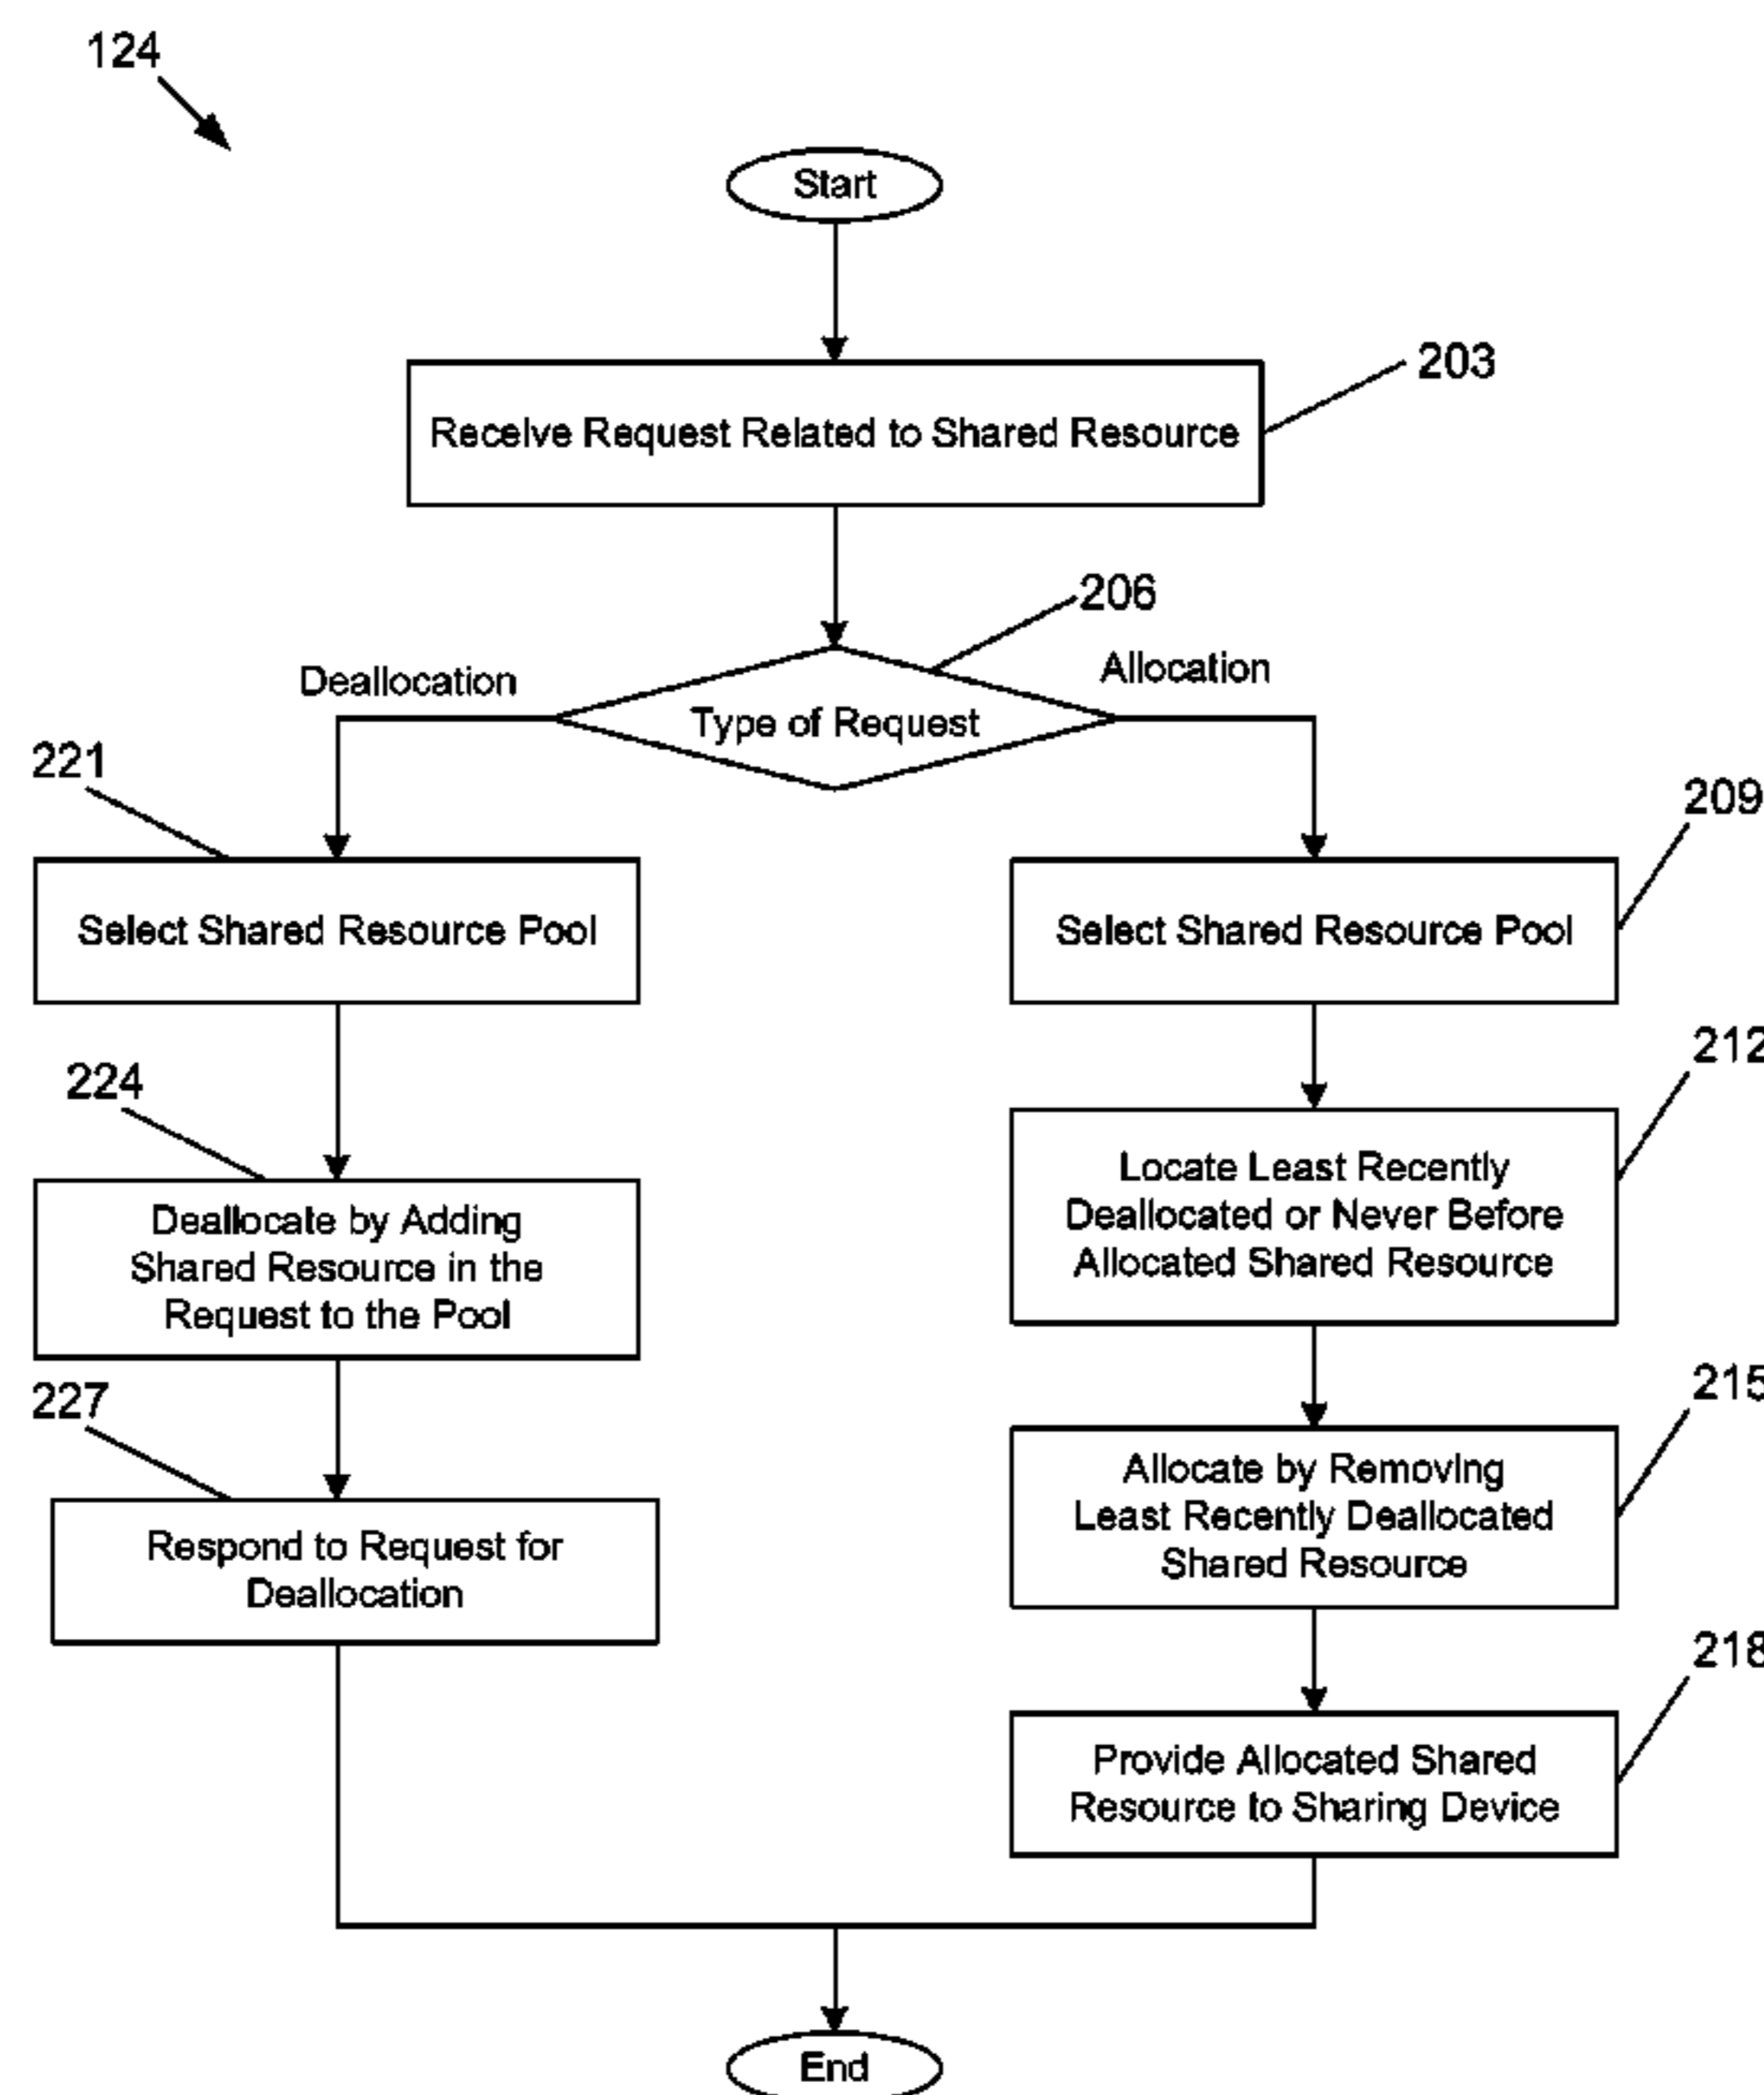 124
Start
203
Receive Request Related to Shared Resource
206
Deallocation
Allocation
Type of Request
221
209
Select Shared Resource Pool
Select Shared Resource Pool
212
224
Locate Least Recently
Deallocated or Never Before
Allocated Shared Resource
Deallocate by Adding
Shared Resource in the
Request to the Pool
215
227
Allocate by Removing
Least Recently Deallocated
Shared Resource
Respond to Request for
Deallocation
218
Provide Allocated Shared
Resource to Sharing Device
End